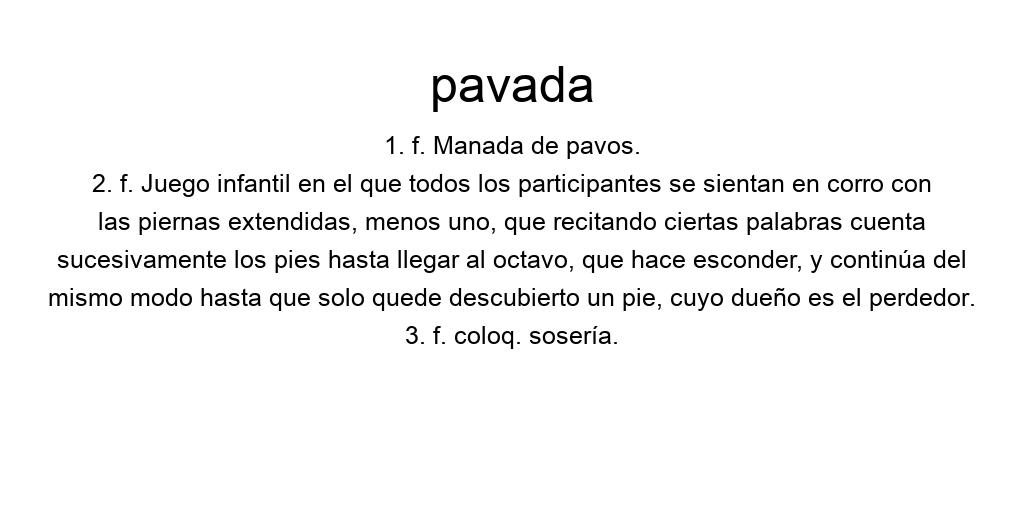 pavada
1. f. Manada de pavos.
2. f. Juego infantil en el que todos los participantes se sientan en corro con
las piernas extendidas, menos uno, que recitando ciertas palabras cuenta
sucesivamente los pies hasta llegar al octavo, que hace esconder, y continúa del
mismo modo hasta que solo quede descubierto un pie, cuyo dueño es el perdedor.
3. f. coloq. sosería.